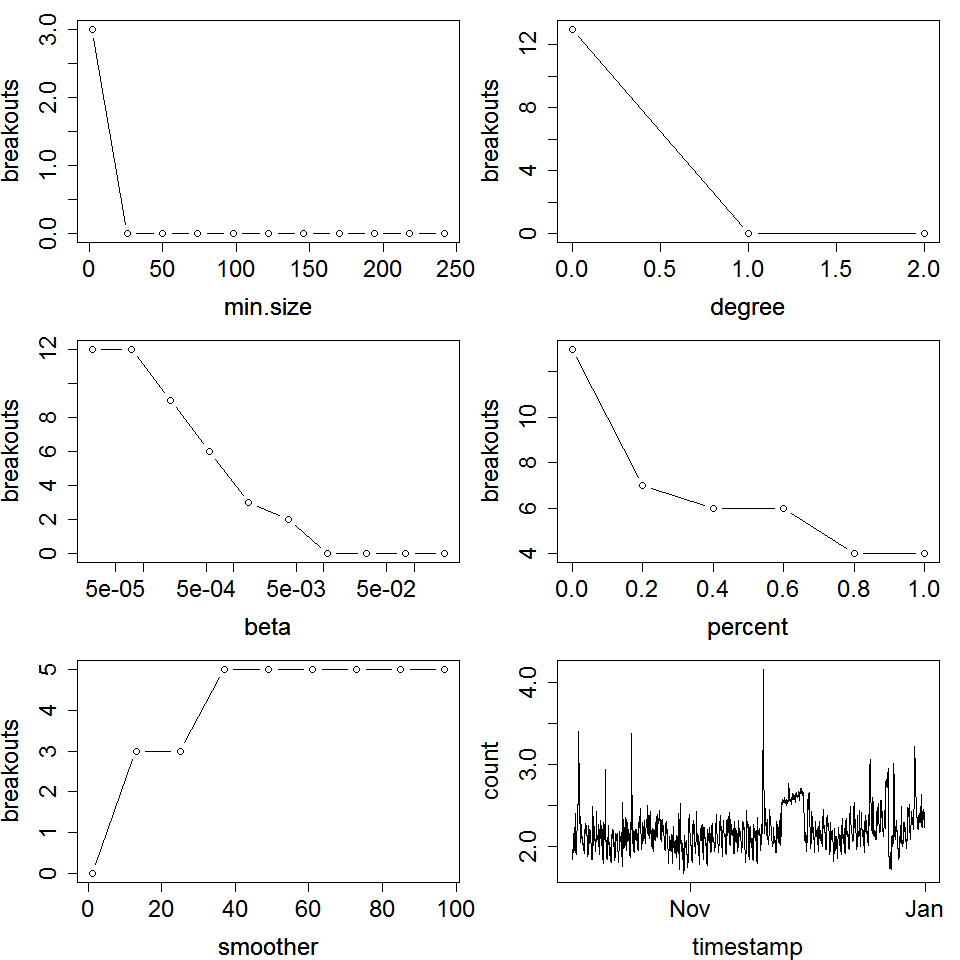 breakouts
0.0 1.0 2.0 3.0
0 50 100 150 200 250
min.size
breakouts
0 4 8 12
0.0 0.5 1.0 1.5 2.0
degree
breakouts
0 2 4 6 8 12
5e-05 5e-04 5e-03 5e-02
beta
breakouts
4 6 8 10
0.0 0.2 0.4 0.6 0.8 1.0
percent
breakouts
0 1 2 3 4 5
0 20 40 60 80 100
smoother
count
2.0 3.0 4.0
Nov Jan
timestamp